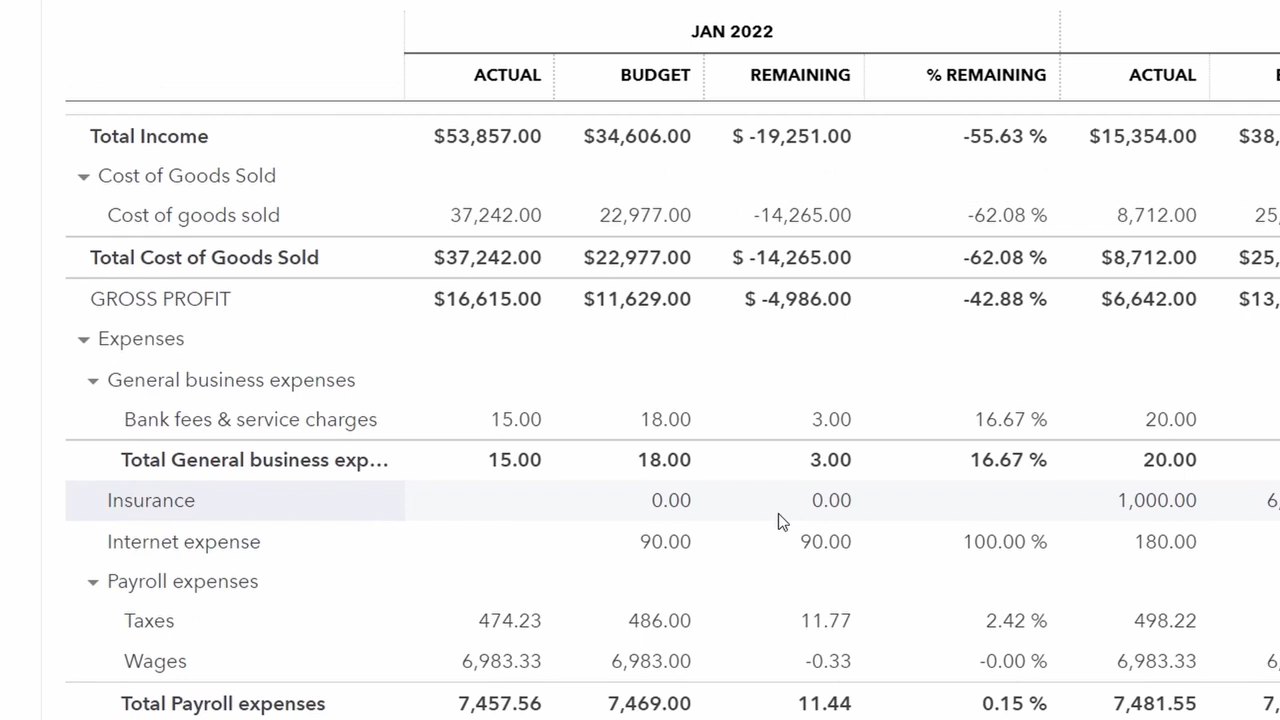 JAN 2022
ACTUAL BUDGET REMAINING % REMAINING ACTUAL
Total Income $53,857.00 $34,606.00 $ -19,251.00 -55.63 % $15,354.00 $38,
Cost of Goods Sold
Cost of goods sold 37,242.00 22,977.00 -14,265.00 -62.08 % 8,712.00 25,
Total Cost of Goods Sold $37,242.00 $22,977.00 $ -14,265.00 -62.08 % $8,712.00 $25,
GROSS PROFIT $16,615.00 $11,629.00 $ -4,986.00 -42.88 % $6,642.00 $13,
Expenses
General business expenses
Bank fees & service charges 15.00 18.00 3.00 16.67 % 20.00
Total General business exp... 15.00 18.00 3.00 16.67 % 20.00
Insurance 0.00 0.00 1,000.00 6,
Internet expense 90.00 90.00 100.00 % 180.00
Payroll expenses
Taxes 474.23 486.00 11.77 2.42 % 498.22
Wages 6,983.33 6,983.00 -0.33 -0.00 % 6,983.33 6,
Total Payroll expenses 7,457.56 7,469.00 11.44 0.15 % 7,481.55 7,